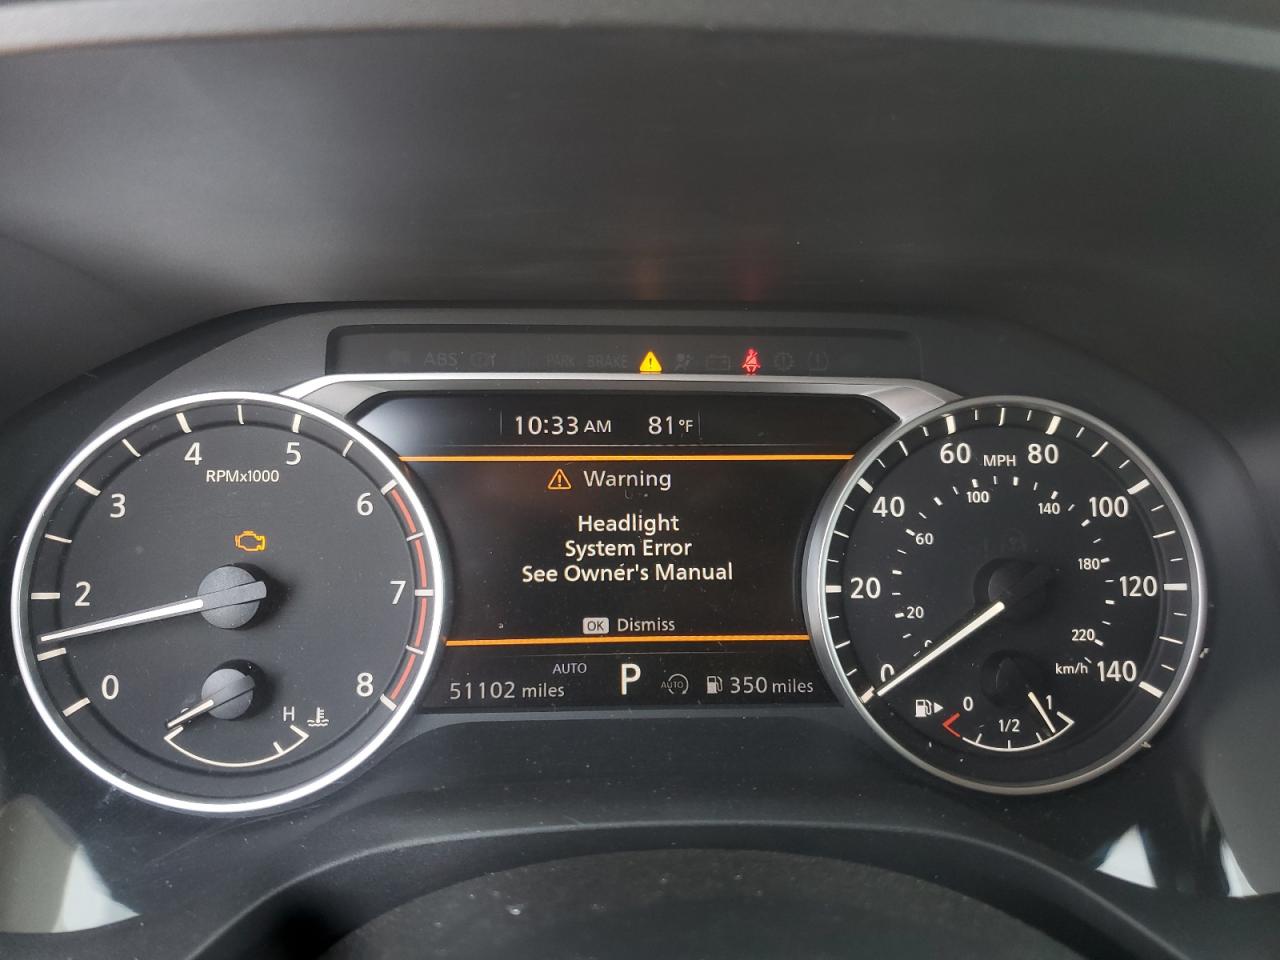 ABS PARK BRAKE
10:33 AM 81°F
Warning
Headlight
System Error
See Owner's Manual
OK Dismiss
AUTO
51102 miles P AUTO 350 miles
RPMx1000
0 2 3 4 5 6 7 8
H
MPH
0 20 40 60 80 100 120 140
0 20 60 100 140 180 220
km/h
0 1/2 1